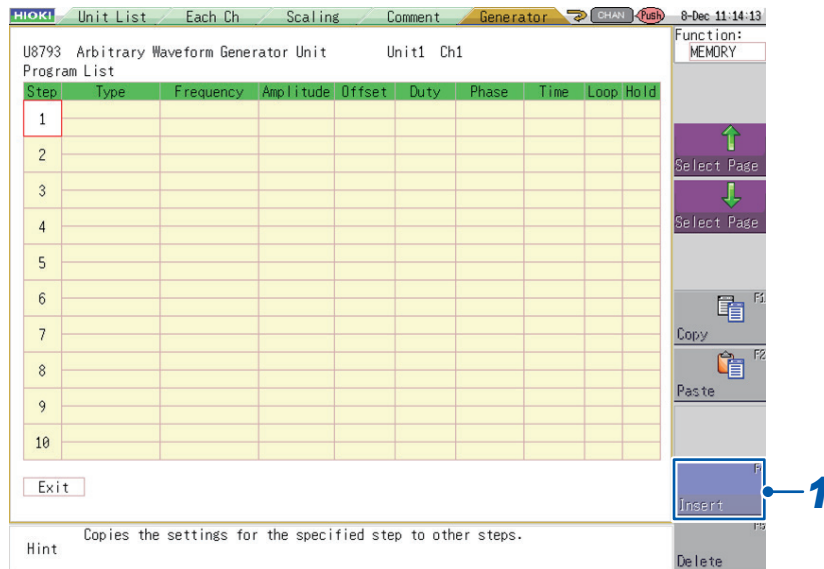 HIOKI Unit List Each Ch Scaling Comment Generator CHAN Push 8-Dec 11:14:13
Function:
MEMORY
U8793 Arbitrary Waveform Generator Unit Unit1 Ch1
Program List
Step Type Frequency Amplitude Offset Duty Phase Time Loop Hold
1
2
3
4
5
6
7
8
9
10
Select Page
Select Page
F1
Copy
F2
Paste
Insert
1
Delete
Exit
Hint Copies the settings for the specified step to other steps.